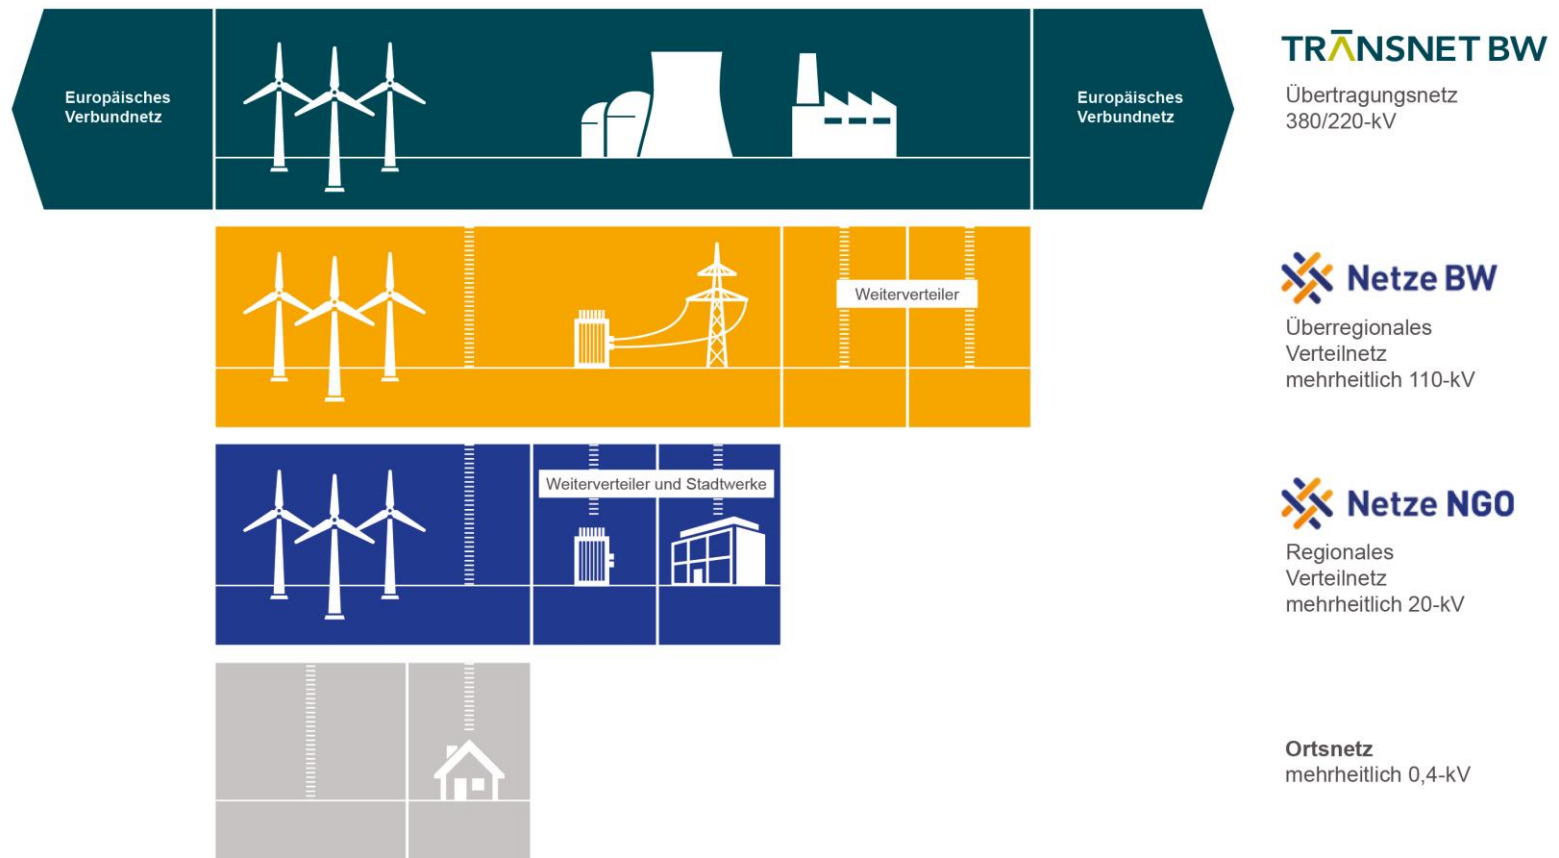 Europäisches
Verbundnetz
Europäisches
Verbundnetz
TRANSNET BW
Übertragungsnetz
380/220-kV
Weiterverteiler
Netze BW
Überregionales
Verteilnetz
mehrheitlich 110-kV
Weiterverteiler und Stadtwerke
Netze NGO
Regionales
Verteilnetz
mehrheitlich 20-kV
Ortsnetz
mehrheitlich 0,4-kV